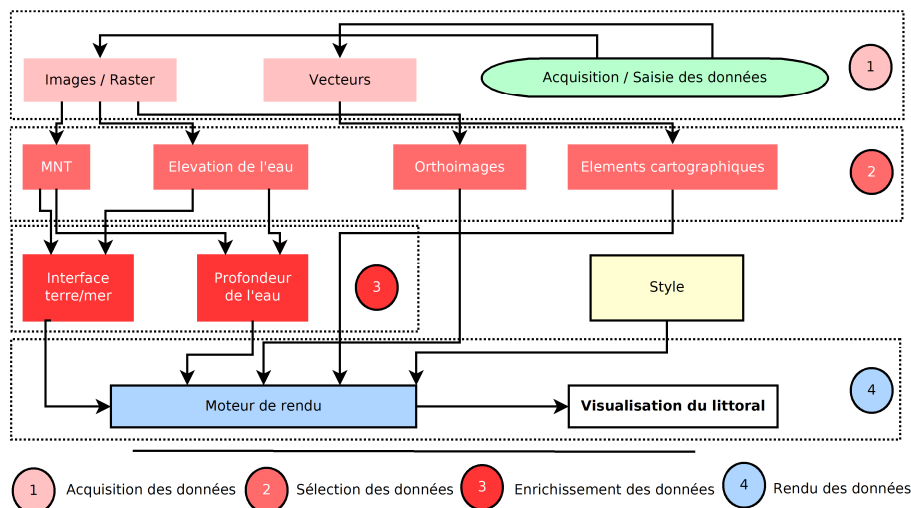 Images / Raster
Vecteurs
Acquisition / Saisie des données
1
MNT
Elevation de l'eau
Orthoimages
Elements cartographiques
2
Interface
terre/mer
Profondeur
de l'eau
3
Style
Moteur de rendu
Visualisation du littoral
4
1 Acquisition des données
2 Sélection des données
3 Enrichissement des données
4 Rendu des données